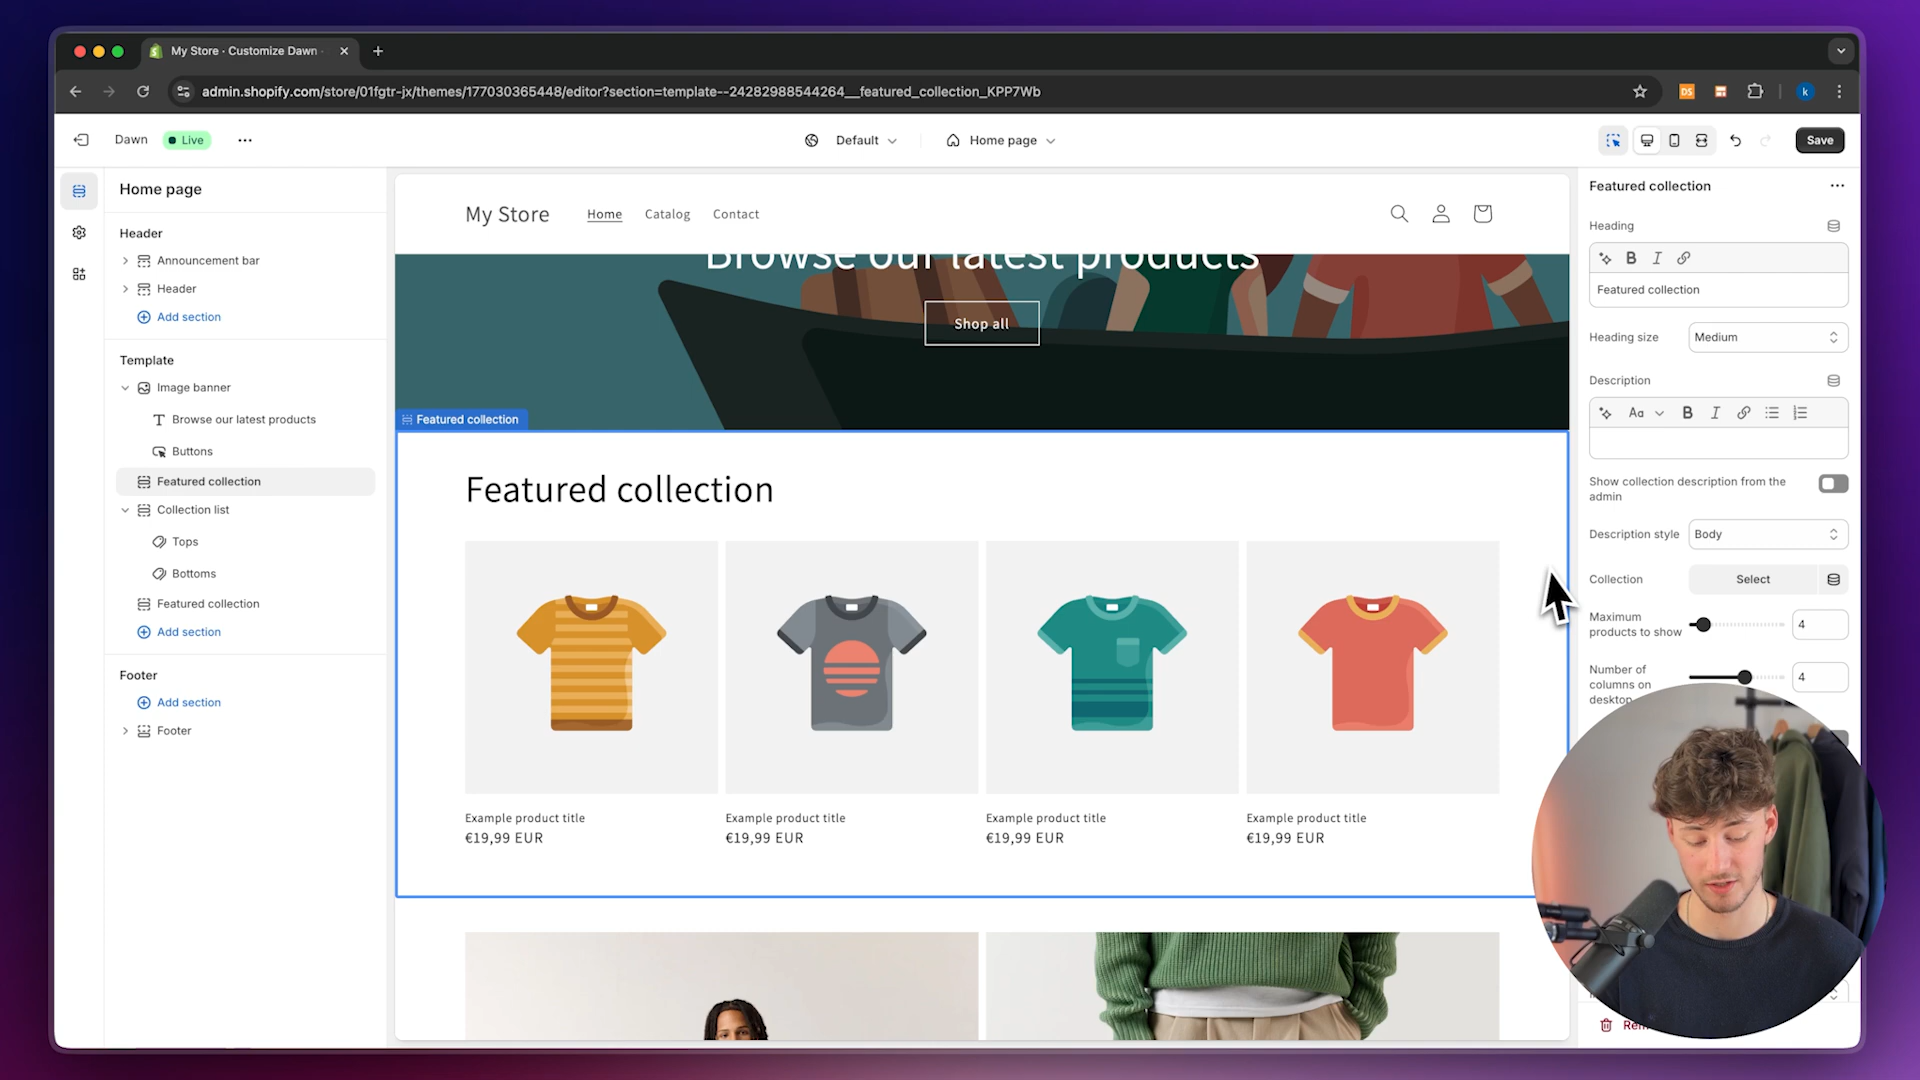 My Store · Customize Dawn ·
admin.shopify.com/store/01fgtr-jx/themes/177030365448/editor?section=template--24282988544264__featured_collection_KPP7Wb
DS
k
Dawn
Live
Default
Home page
Save
Home page
Header
Announcement bar
Header
Add section
Template
Image banner
Browse our latest products
Buttons
Featured collection
Collection list
Tops
Bottoms
Featured collection
Add section
Footer
Add section
Footer
My Store
Home
Catalog
Contact
Browse our latest products
Shop all
Featured collection
Featured collection
Example product title
€19,99 EUR
Example product title
€19,99 EUR
Example product title
€19,99 EUR
Example product title
€19,99 EUR
Featured collection
Heading
B I
Featured collection
Heading size
Medium
Description
Aa B I
Show collection description from the
admin
Description style
Body
Collection
Select
Maximum
products to show
4
Number of
columns on
desktop
4